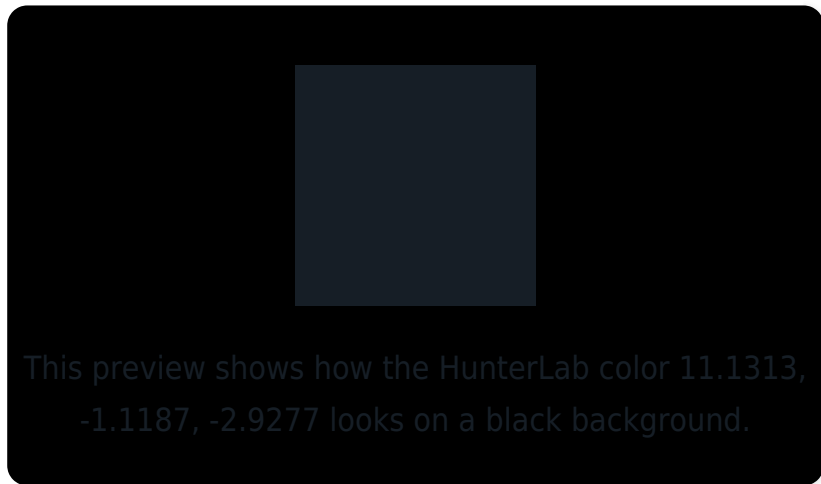 This preview shows how the HunterLab color 11.1313,
-1.1187, -2.9277 looks on a black background.